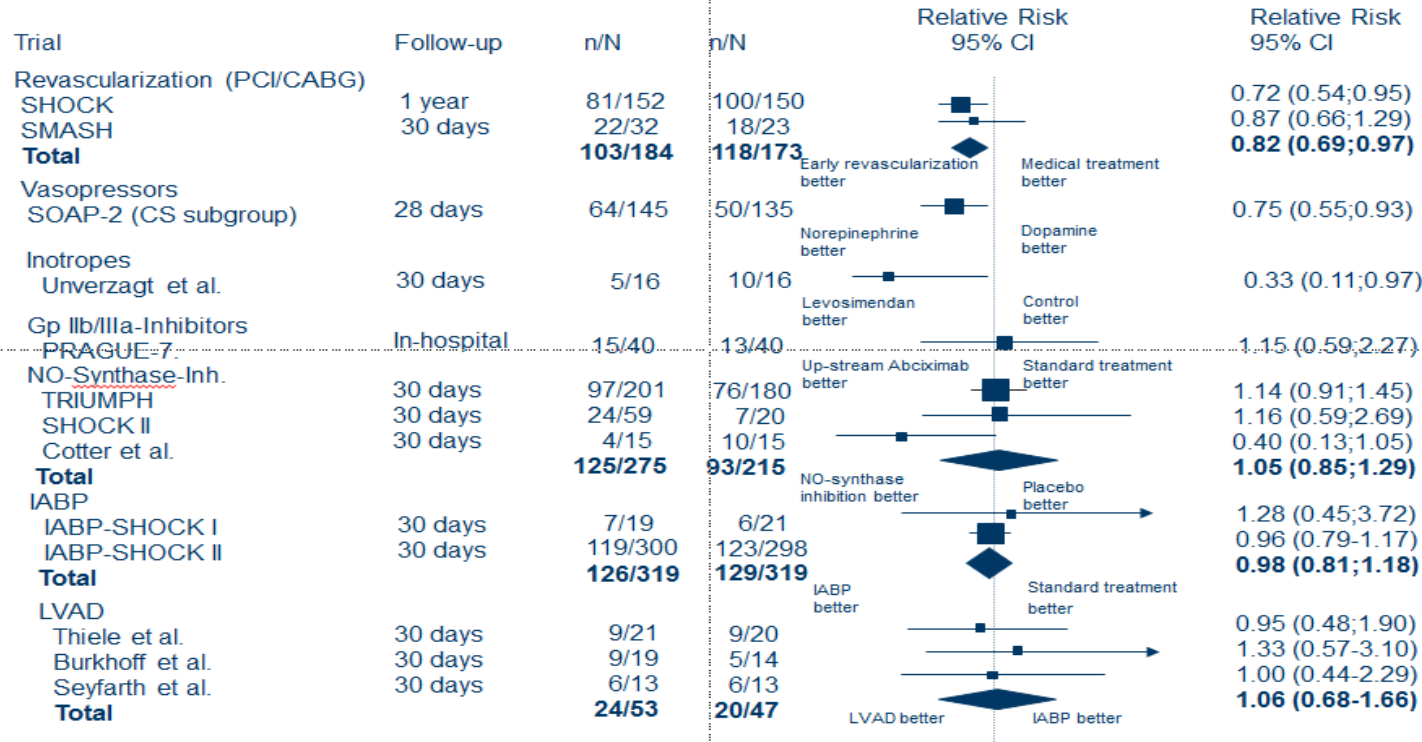 Relative Risk Relative Risk
Trial Follow-up n/N n/N 95% CI 95% CI
Revascularization (PCI/CABG)
SHOCK 1 year 81/152 100/150 0.72 (0.54;0.95)
SMASH 30 days 22/32 18/23 0.87 (0.66;1.29)
Total 103/184 118/173 0.82 (0.69;0.97)
Early revascularization better Medical treatment better
Vasopressors
SOAP-2 (CS subgroup) 28 days 64/145 50/135 0.75 (0.55;0.93)
Norepinephrine better Dopamine better
Inotropes
Unverzagt et al. 30 days 5/16 10/16 0.33 (0.11;0.97)
Levosimendan better Control better
Gp IIb/IIIa-Inhibitors
PRAGUE-7. In-hospital 15/40 13/40 1.15 (0.59;2.27)
Up-stream Abciximab better Standard treatment better
NO-Synthase-Inh.
TRIUMPH 30 days 97/201 76/180 1.14 (0.91;1.45)
SHOCK II 30 days 24/59 7/20 1.16 (0.59;2.69)
Cotter et al. 30 days 4/15 10/15 0.40 (0.13;1.05)
Total 125/275 93/215 1.05 (0.85;1.29)
NO-synthase inhibition better Placebo better
IABP
IABP-SHOCK I 30 days 7/19 6/21 1.28 (0.45;3.72)
IABP-SHOCK II 30 days 119/300 123/298 0.96 (0.79-1.17)
Total 126/319 129/319 0.98 (0.81;1.18)
IABP better Standard treatment better
LVAD
Thiele et al. 30 days 9/21 9/20 0.95 (0.48;1.90)
Burkhoff et al. 30 days 9/19 5/14 1.33 (0.57-3.10)
Seyfarth et al. 30 days 6/13 6/13 1.00 (0.44-2.29)
Total 24/53 20/47 1.06 (0.68-1.66)
LVAD better IABP better